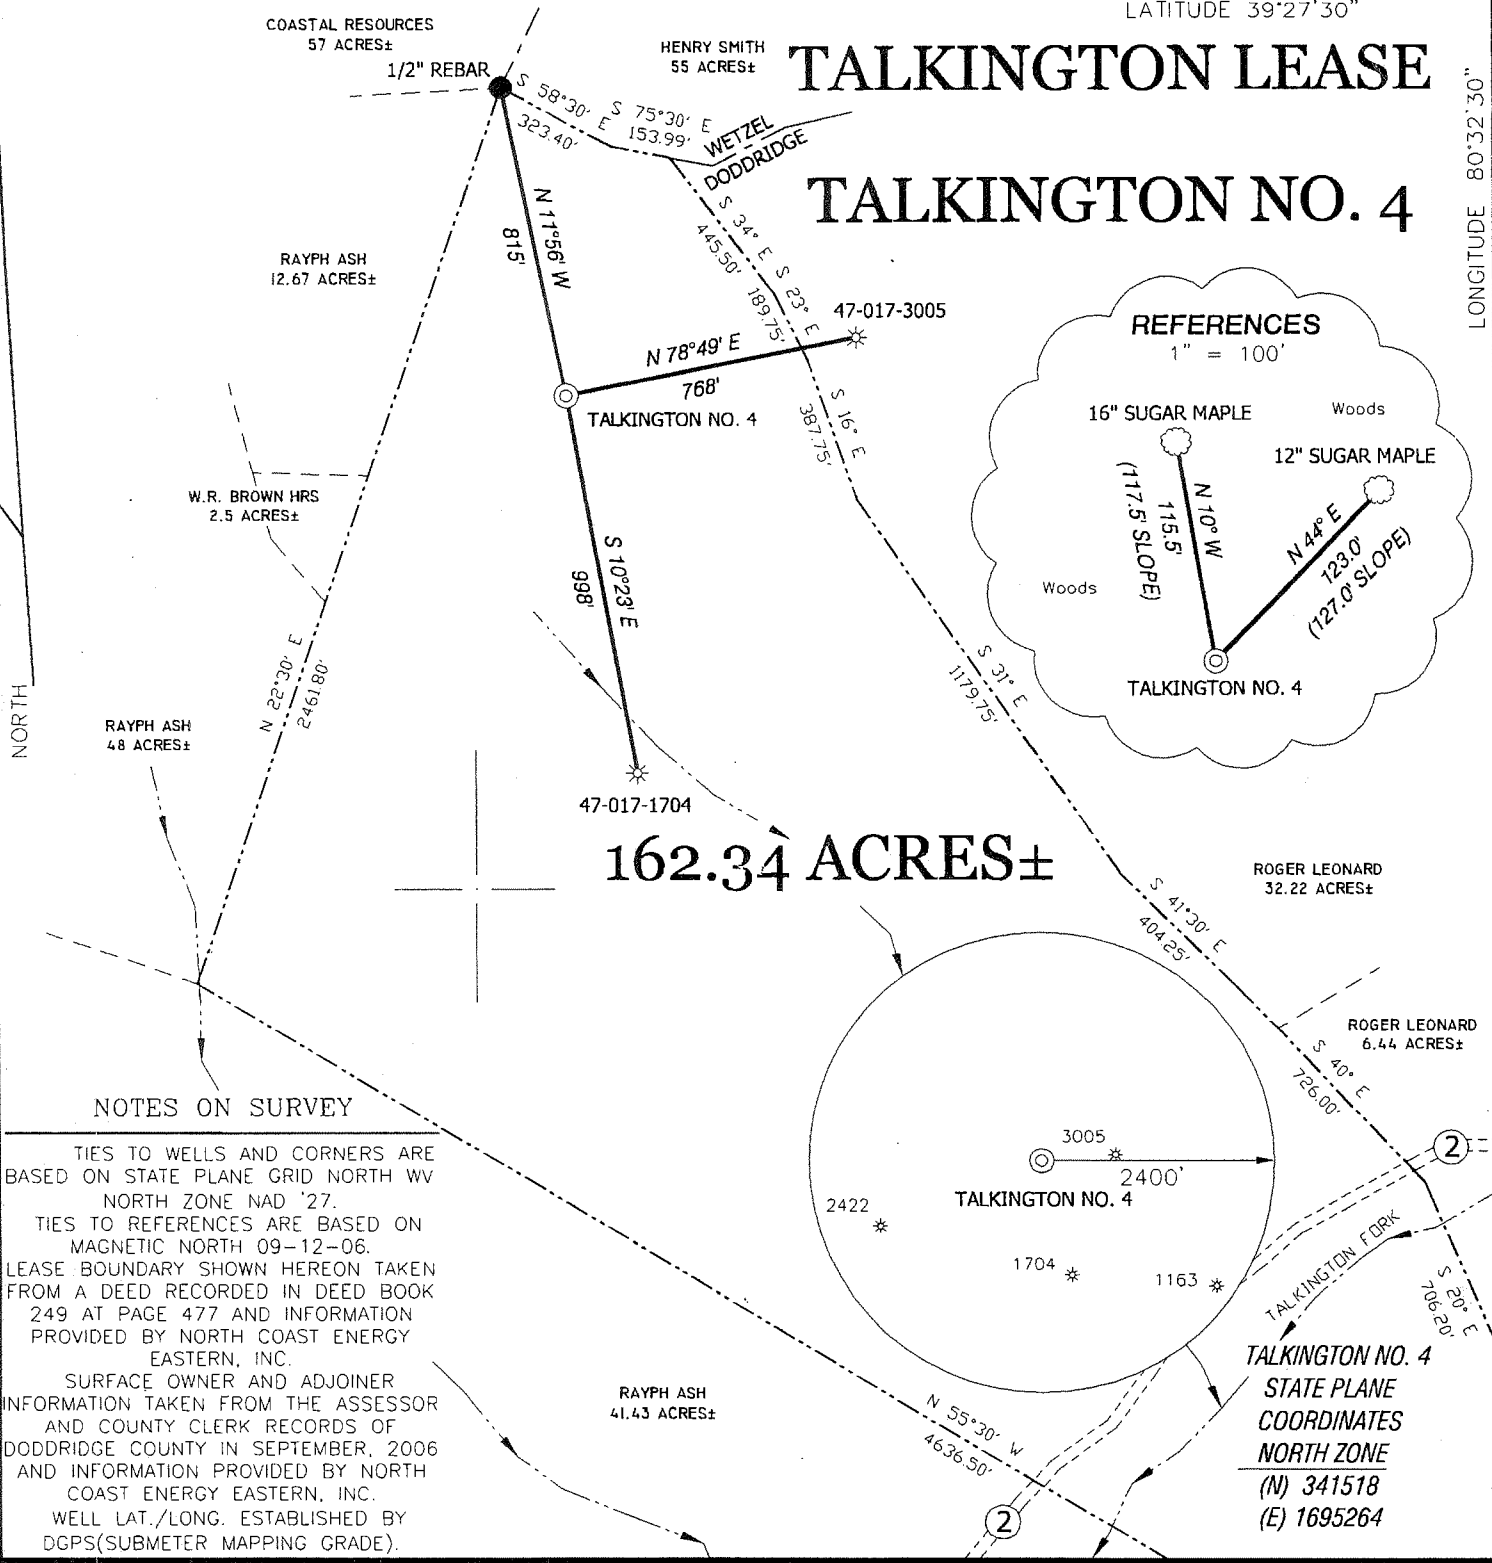 LATITUDE 39°27'30"
COASTAL RESOURCES
57 ACRES±
1/2" REBAR
HENRY SMITH
55 ACRES±
TALKINGTON LEASE
TALKINGTON NO. 4
LONGITUDE 80°32'30"
S 58°30' E
323.40'
S 75°30' E
153.99'
WETZEL
DODDRIDGE
N 11°56' W
815'
S 34° E
445.50'
S 23° E
189.75'
RAYPH ASH
12.67 ACRES±
47-017-3005
N 78°49' E
768'
TALKINGTON NO. 4
S 16° E
387.75'
REFERENCES
1" = 100'
16" SUGAR MAPLE
Woods
12" SUGAR MAPLE
N 10° W
115.5'
(117.5' SLOPE)
N 44° E
123.0'
(127.0' SLOPE)
Woods
TALKINGTON NO. 4
W.R. BROWN HRS
2.5 ACRES±
S 10°23' E
998'
N 22°30' E
2461.80'
S 31° E
1179.75'
NORTH
RAYPH ASH
48 ACRES±
47-017-1704
162.34 ACRES±
ROGER LEONARD
32.22 ACRES±
S 41°30' E
404.25'
ROGER LEONARD
6.44 ACRES±
S 40° E
726.00'
2
3005
2400'
TALKINGTON NO. 4
2422
1704
1163
TALKINGTON FORK
S 20° E
706.20'
NOTES ON SURVEY
TIES TO WELLS AND CORNERS ARE
BASED ON STATE PLANE GRID NORTH WV
NORTH ZONE NAD '27.
TIES TO REFERENCES ARE BASED ON
MAGNETIC NORTH 09-12-06.
LEASE BOUNDARY SHOWN HEREON TAKEN
FROM A DEED RECORDED IN DEED BOOK
249 AT PAGE 477 AND INFORMATION
PROVIDED BY NORTH COAST ENERGY
EASTERN, INC.
SURFACE OWNER AND ADJOINER
INFORMATION TAKEN FROM THE ASSESSOR
AND COUNTY CLERK RECORDS OF
DODDRIDGE COUNTY IN SEPTEMBER, 2006
AND INFORMATION PROVIDED BY NORTH
COAST ENERGY EASTERN, INC.
WELL LAT./LONG. ESTABLISHED BY
DGPS(SUBMETER MAPPING GRADE).
RAYPH ASH
41.43 ACRES±
N 55°30' W
4636.50'
2
TALKINGTON NO. 4
STATE PLANE
COORDINATES
NORTH ZONE
(N) 341518
(E) 1695264